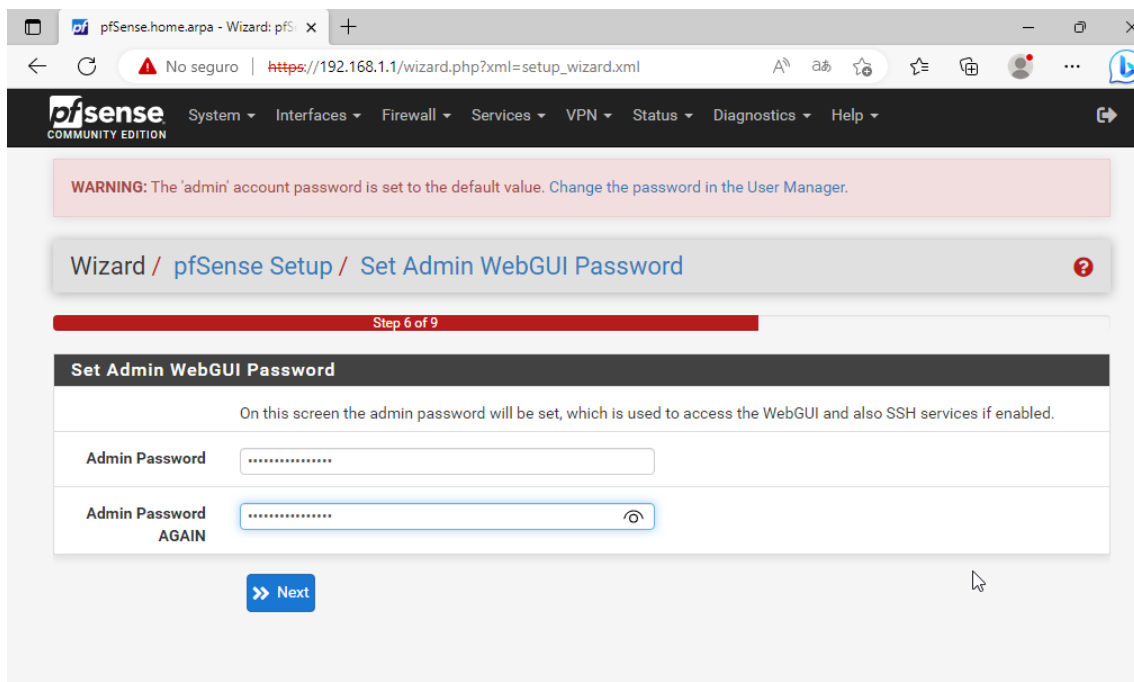 pfSense.home.arpa - Wizard: pfS
No seguro | https://192.168.1.1/wizard.php?xml=setup_wizard.xml
pfsense System Interfaces Firewall Services VPN Status Diagnostics Help
COMMUNITY EDITION
WARNING: The 'admin' account password is set to the default value. Change the password in the User Manager.
Wizard / pfSense Setup / Set Admin WebGUI Password
Step 6 of 9
Set Admin WebGUI Password
On this screen the admin password will be set, which is used to access the WebGUI and also SSH services if enabled.
Admin Password ••••••••••••••••
Admin Password ••••••••••••••••
AGAIN
Next